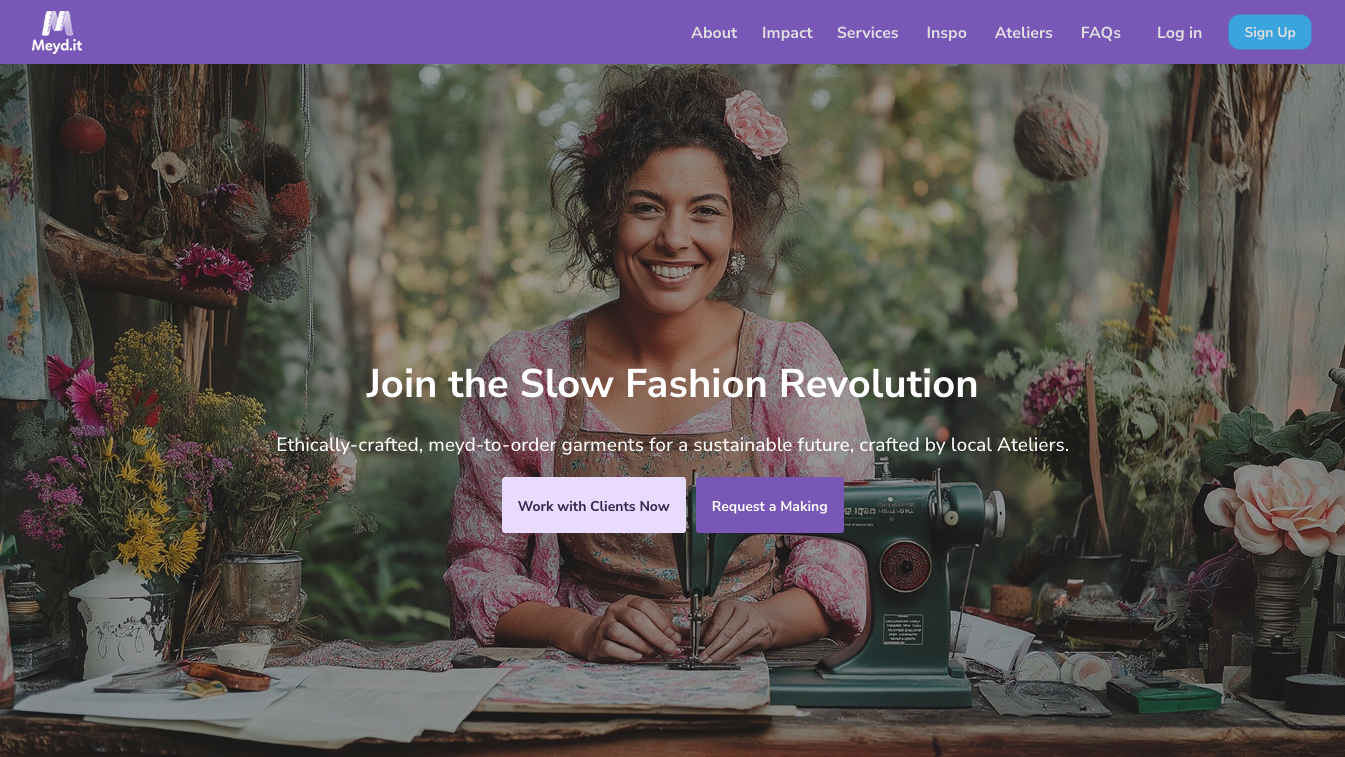 Meyd.it
About Impact Services Inspo Ateliers FAQs Log in Sign Up
Join the Slow Fashion Revolution
Ethically-crafted, meyd-to-order garments for a sustainable future, crafted by local Ateliers.
Work with Clients Now Request a Making